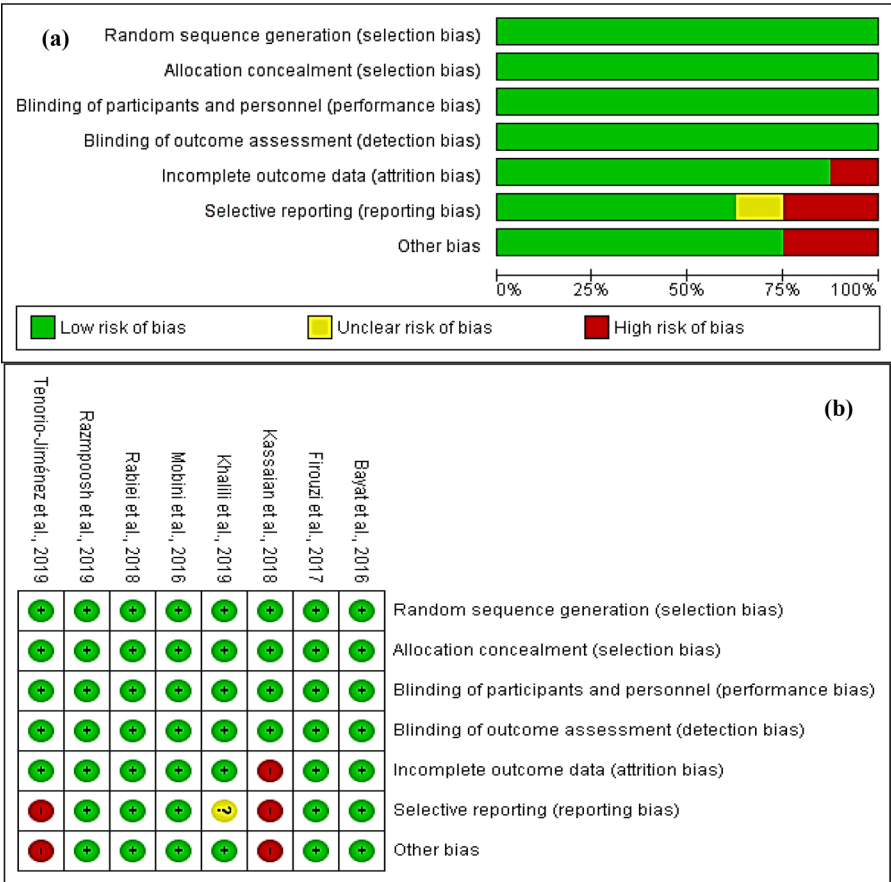 (a)
Random sequence generation (selection bias)
Allocation concealment (selection bias)
Blinding of participants and personnel (performance bias)
Blinding of outcome assessment (detection bias)
Incomplete outcome data (attrition bias)
Selective reporting (reporting bias)
Other bias
0% 25% 50% 75% 100%
Low risk of bias Unclear risk of bias High risk of bias
(b)
Tenorio-Jiménez et al., 2019
Razmpoosh et al., 2019
Rabiei et al., 2018
Mobini et al., 2016
Khalili et al., 2019
Kassaian et al., 2018
Firouzi et al., 2017
Bayat et al., 2016
+ + + + + + + + Random sequence generation (selection bias)
+ + + + + + + + Allocation concealment (selection bias)
+ + + + + + + + Blinding of participants and personnel (performance bias)
+ + + + + + + + Blinding of outcome assessment (detection bias)
+ + + + + - + + Incomplete outcome data (attrition bias)
- + + + ? - + + Selective reporting (reporting bias)
- + + + + - + + Other bias